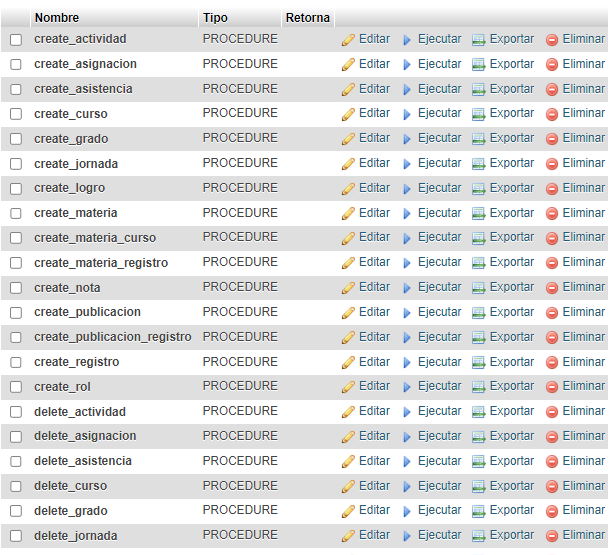 Nombre Tipo Retorna
create_actividad PROCEDURE Editar Ejecutar Exportar Eliminar
create_asignacion PROCEDURE Editar Ejecutar Exportar Eliminar
create_asistencia PROCEDURE Editar Ejecutar Exportar Eliminar
create_curso PROCEDURE Editar Ejecutar Exportar Eliminar
create_grado PROCEDURE Editar Ejecutar Exportar Eliminar
create_jornada PROCEDURE Editar Ejecutar Exportar Eliminar
create_logro PROCEDURE Editar Ejecutar Exportar Eliminar
create_materia PROCEDURE Editar Ejecutar Exportar Eliminar
create_materia_curso PROCEDURE Editar Ejecutar Exportar Eliminar
create_materia_registro PROCEDURE Editar Ejecutar Exportar Eliminar
create_nota PROCEDURE Editar Ejecutar Exportar Eliminar
create_publicacion PROCEDURE Editar Ejecutar Exportar Eliminar
create_publicacion_registro PROCEDURE Editar Ejecutar Exportar Eliminar
create_registro PROCEDURE Editar Ejecutar Exportar Eliminar
create_rol PROCEDURE Editar Ejecutar Exportar Eliminar
delete_actividad PROCEDURE Editar Ejecutar Exportar Eliminar
delete_asignacion PROCEDURE Editar Ejecutar Exportar Eliminar
delete_asistencia PROCEDURE Editar Ejecutar Exportar Eliminar
delete_curso PROCEDURE Editar Ejecutar Exportar Eliminar
delete_grado PROCEDURE Editar Ejecutar Exportar Eliminar
delete_jornada PROCEDURE Editar Ejecutar Exportar Eliminar